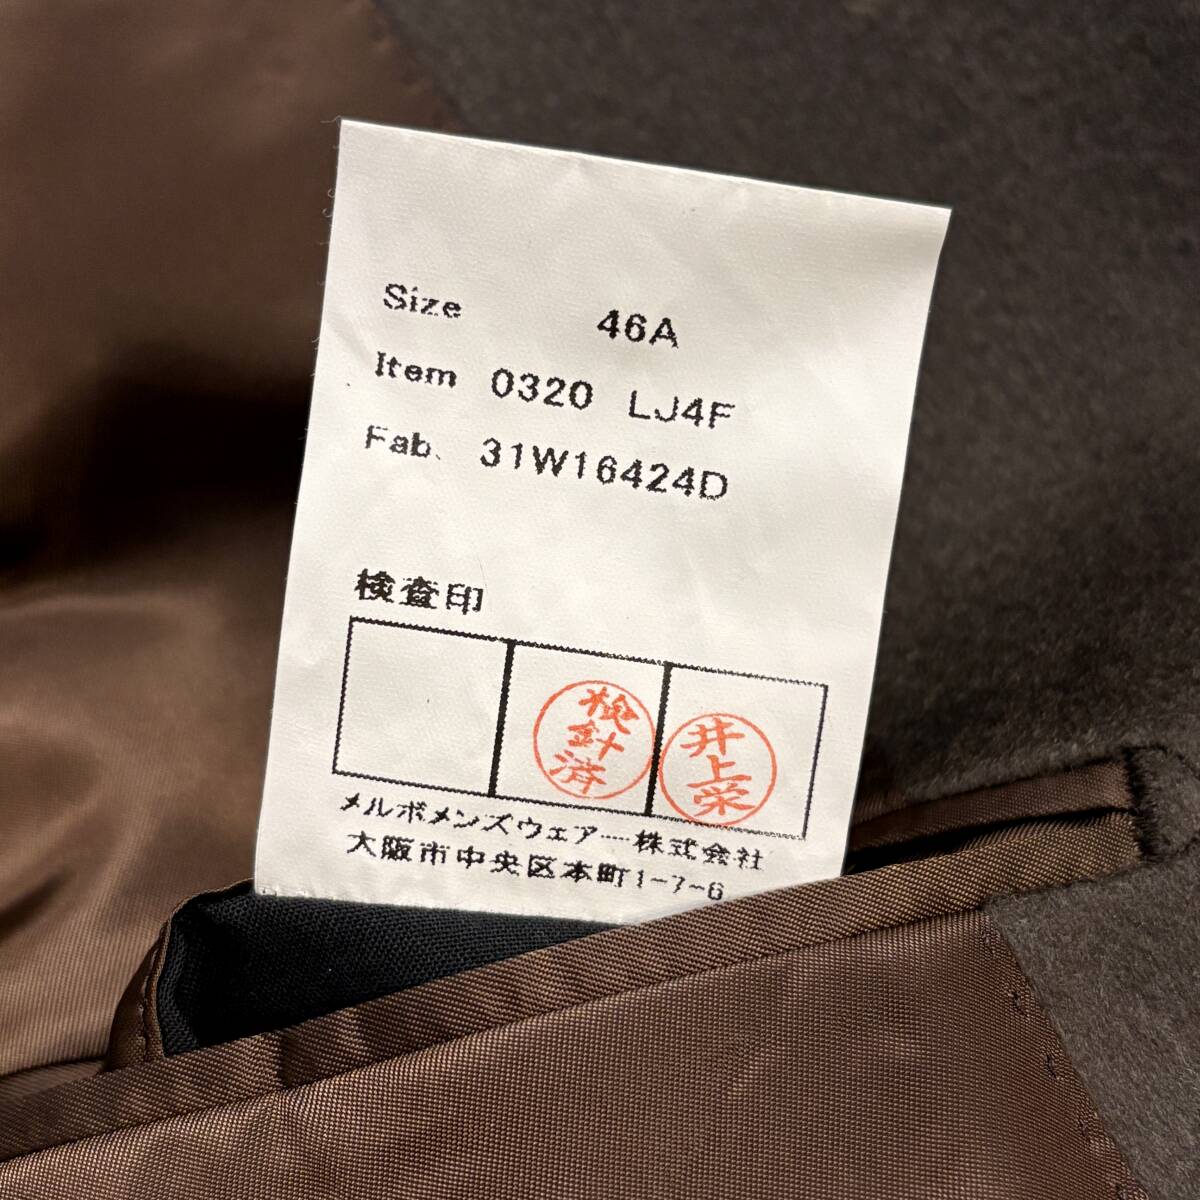 Size 46A
Item 0320 LJ4F
Fab. 31W16424D
検査印
検針済
井上栄
メルボメンズウェアー株式会社
大阪市中央区本町1-7-6